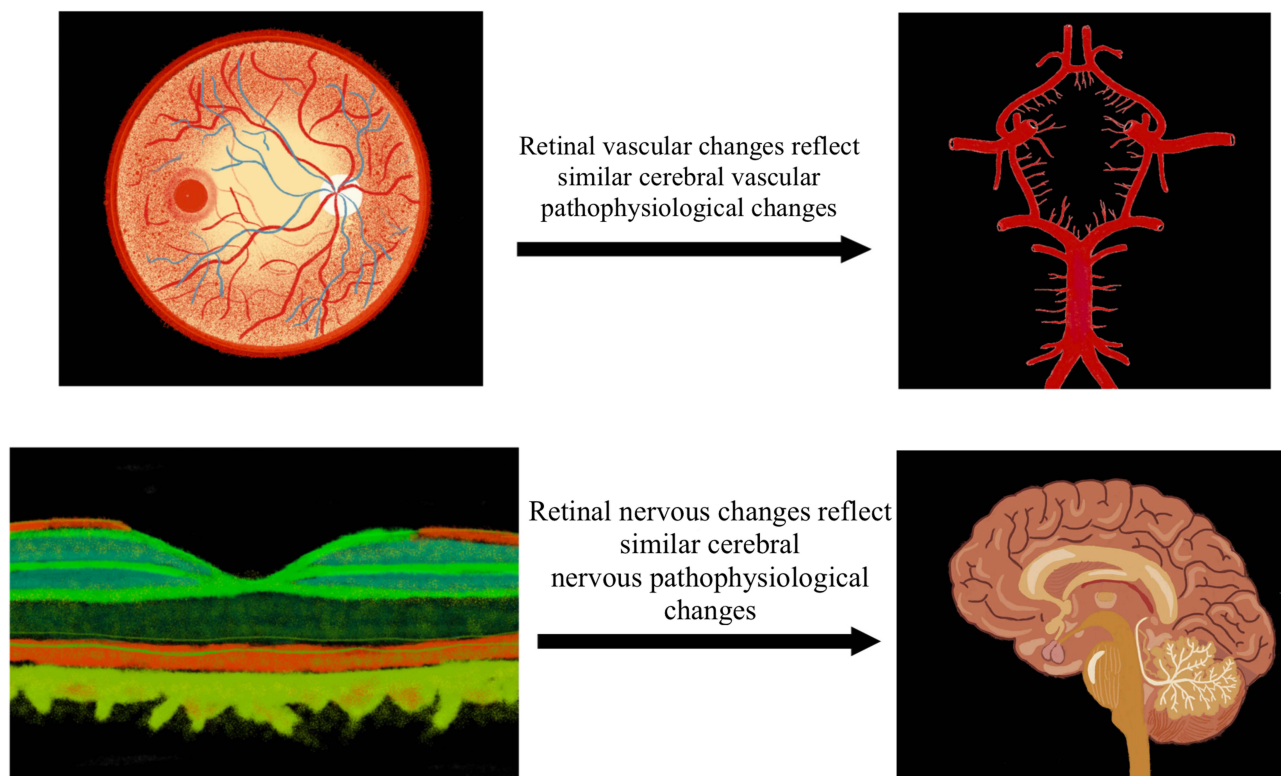 Retinal vascular changes reflect
similar cerebral vascular
pathophysiological changes
Retinal nervous changes reflect
similar cerebral
nervous pathophysiological
changes